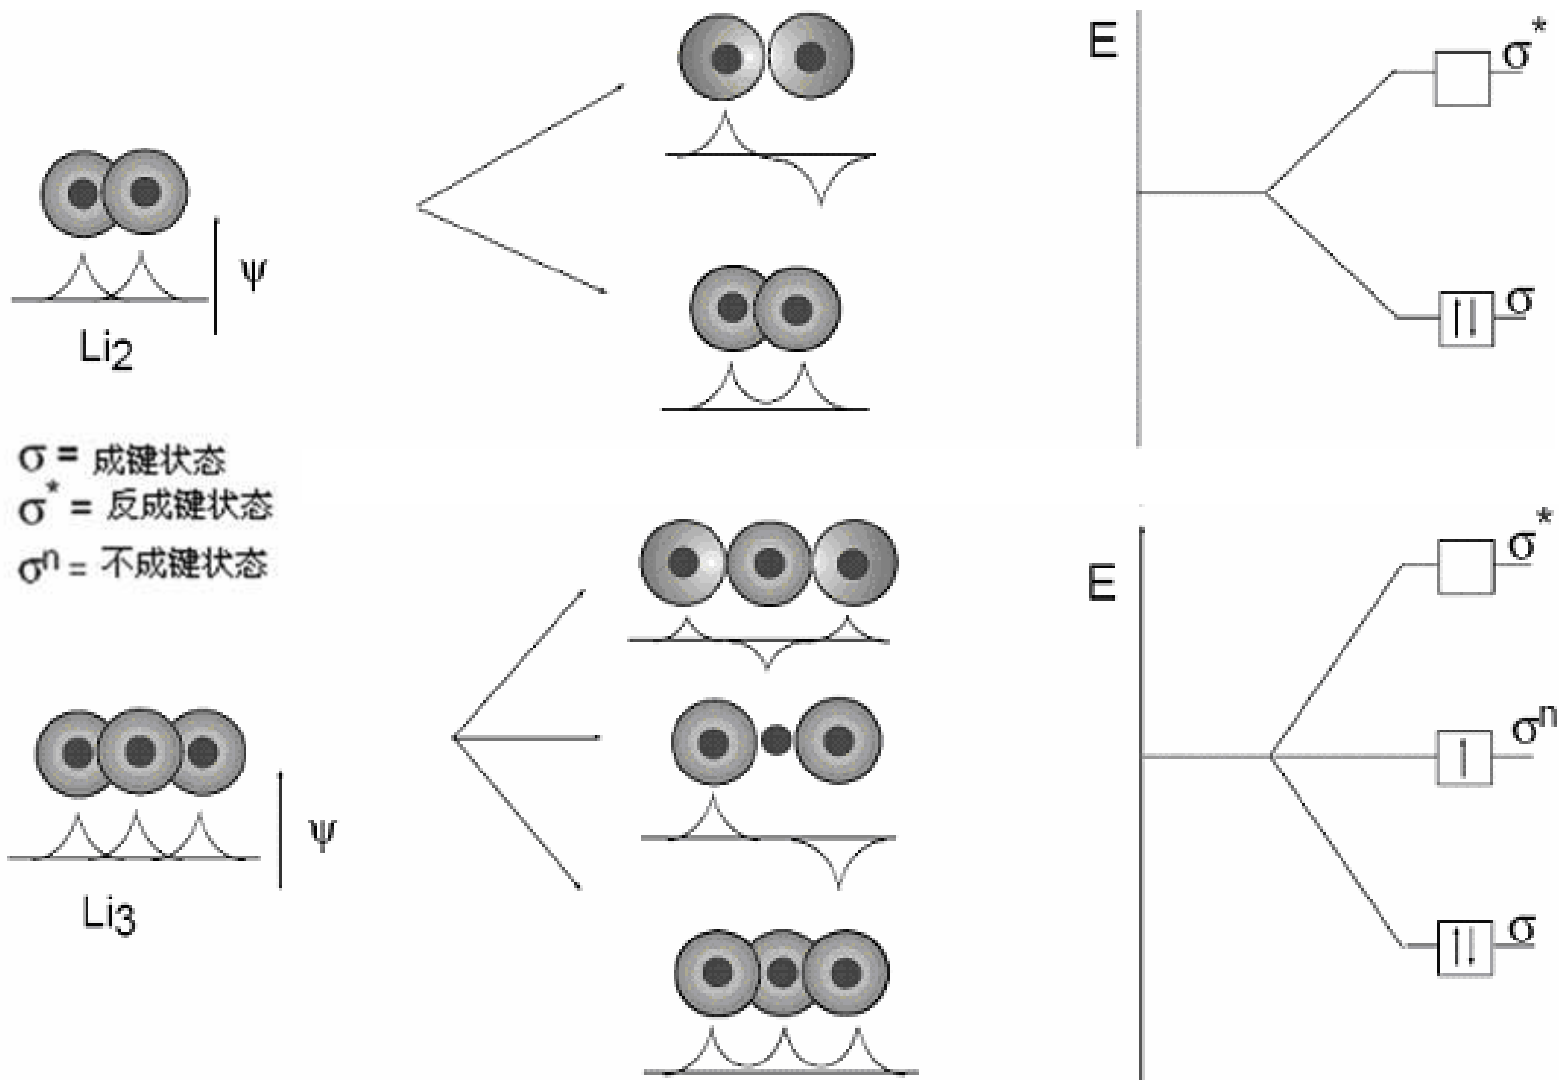 E
σ*
ψ
Li2
σ
σ = 成键状态
σ* = 反成键状态
σn = 不成键状态
E
σ*
σn
ψ
Li3
σ